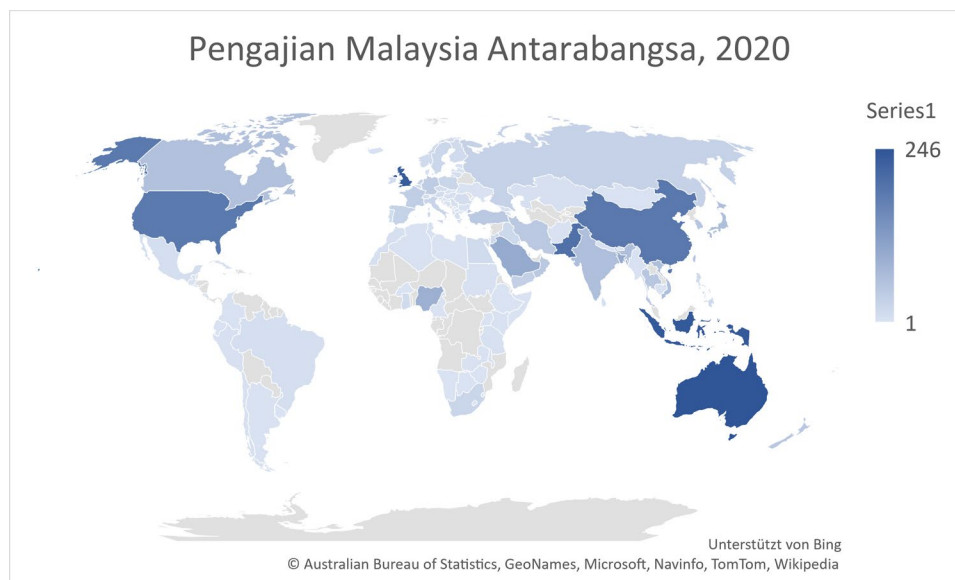 Pengajian Malaysia Antarabangsa, 2020
Series1
246
1
Unterstützt von Bing
© Australian Bureau of Statistics, GeoNames, Microsoft, Navinfo, TomTom, Wikipedia